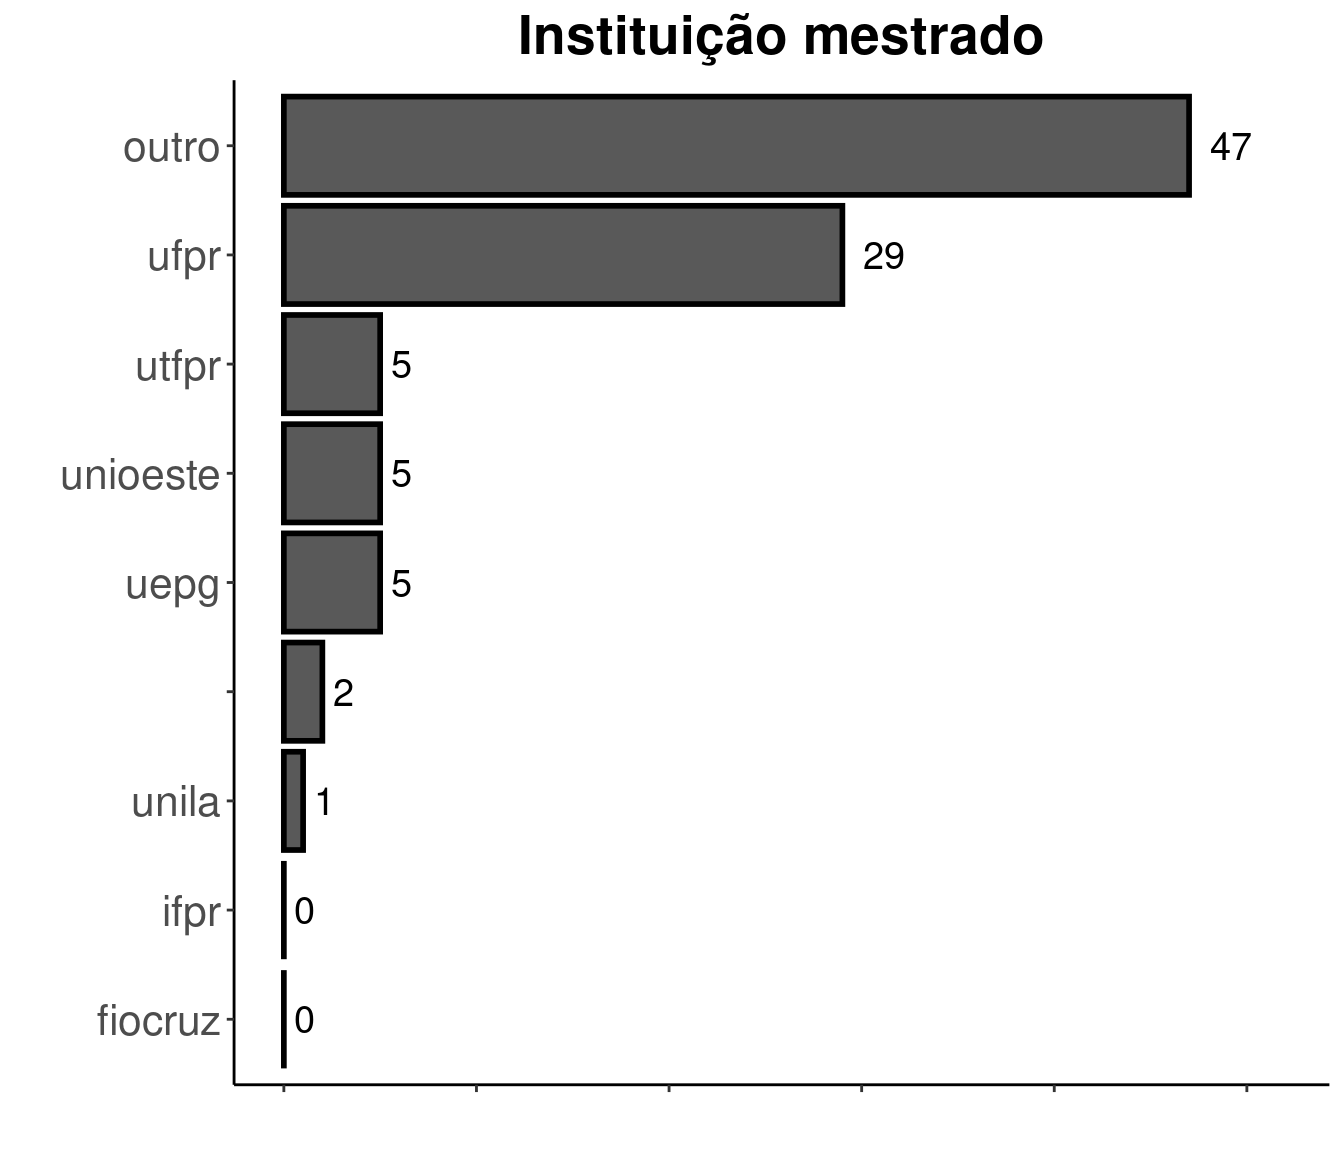 Instituição mestrado
outro 47
ufpr 29
utfpr 5
unioeste 5
uepg 5
2
unila 1
ifpr 0
fiocruz 0